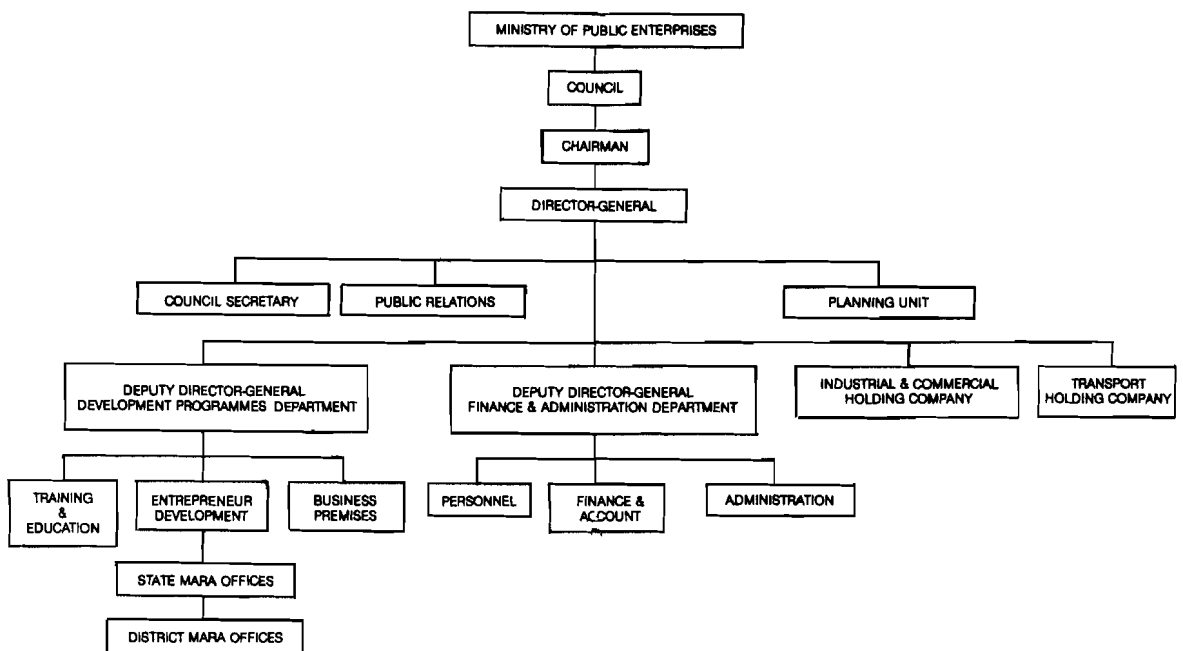 MINISTRY OF PUBLIC ENTERPRISES
COUNCIL
CHAIRMAN
DIRECTOR-GENERAL
COUNCIL SECRETARY
PUBLIC RELATIONS
PLANNING UNIT
DEPUTY DIRECTOR-GENERAL
DEVELOPMENT PROGRAMMES DEPARTMENT
DEPUTY DIRECTOR-GENERAL
FINANCE & ADMINISTRATION DEPARTMENT
INDUSTRIAL & COMMERCIAL
HOLDING COMPANY
TRANSPORT
HOLDING COMPANY
TRAINING
&
EDUCATION
ENTREPRENEUR
DEVELOPMENT
BUSINESS
PREMISES
PERSONNEL
FINANCE &
ACCOUNT
ADMINISTRATION
STATE MARA OFFICES
DISTRICT MARA OFFICES